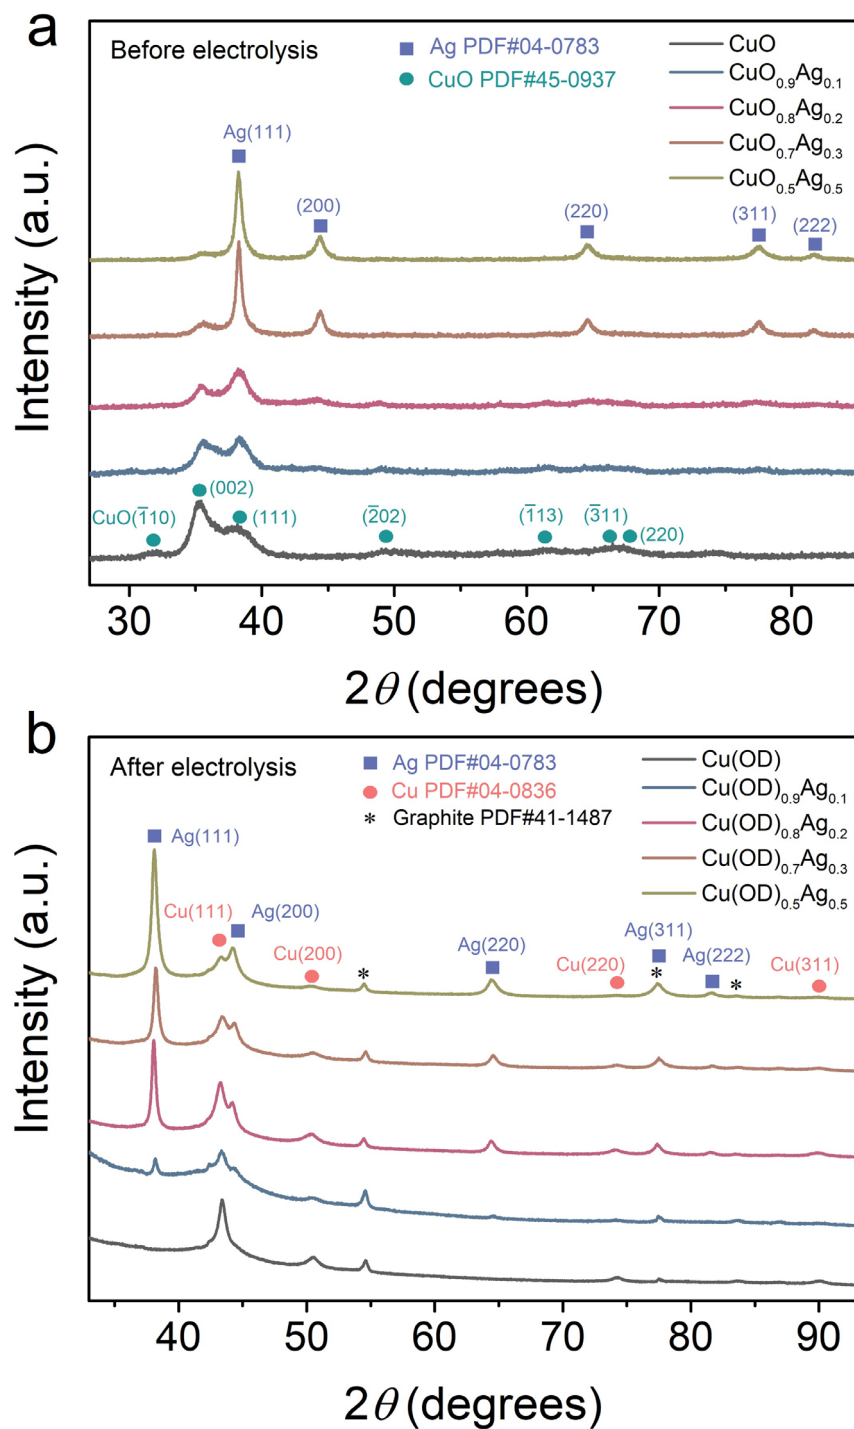 a
Before electrolysis
Ag PDF#04-0783
CuO PDF#45-0937
CuO
CuO₀.₉Ag₀.₁
CuO₀.₈Ag₀.₂
CuO₀.₇Ag₀.₃
CuO₀.₅Ag₀.₅
Ag(111)
(200)
(220)
(311)
(222)
CuO(1̅10)
(002)
(111)
(2̅02)
(1̅13)
(3̅11)
(220)
Intensity (a.u.)
30 40 50 60 70 80
2θ (degrees)
b
After electrolysis
Ag PDF#04-0783
Cu PDF#04-0836
* Graphite PDF#41-1487
Cu(OD)
Cu(OD)₀.₉Ag₀.₁
Cu(OD)₀.₈Ag₀.₂
Cu(OD)₀.₇Ag₀.₃
Cu(OD)₀.₅Ag₀.₅
Ag(111)
Cu(111)
Ag(200)
Cu(200)
*
Ag(220)
Cu(220)
Ag(311)
*
Ag(222)
*
Cu(311)
Intensity (a.u.)
40 50 60 70 80 90
2θ (degrees)